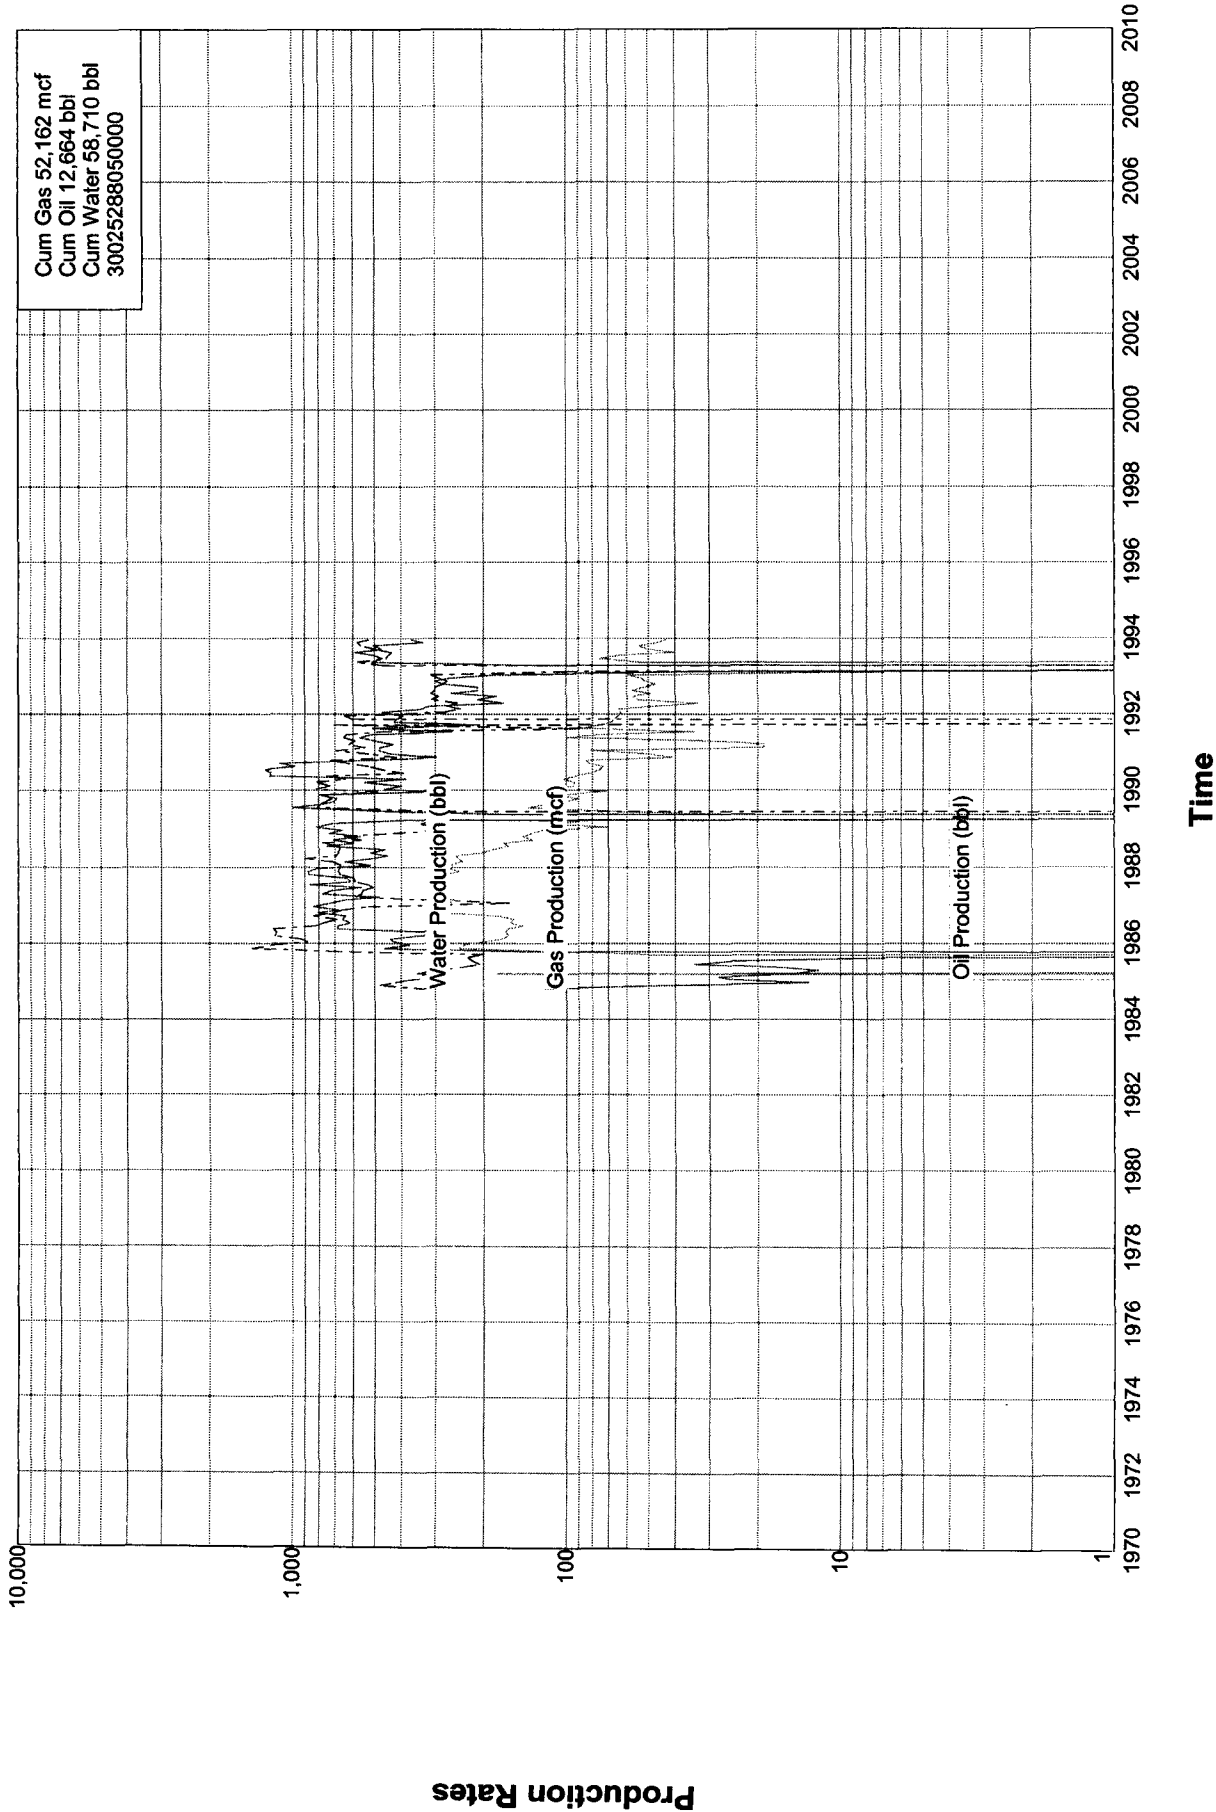 Cum Gas 52,162 mcf
Cum Oil 12,664 bbl
Cum Water 58,710 bbl
30025288050000
Production Rates
10,000
1,000
100
10
1
Water Production (bbl)
Gas Production (mcf)
Oil Production (bbl)
1970 1972 1974 1976 1978 1980 1982 1984 1986 1988 1990 1992 1994 1996 1998 2000 2002 2004 2006 2008 2010
Time